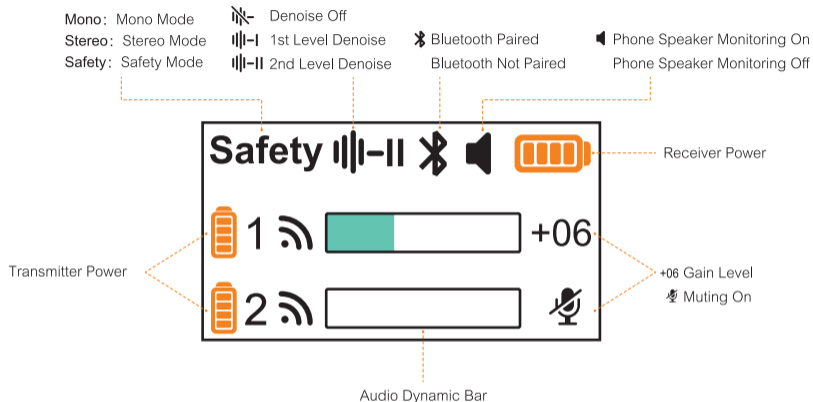 Mono: Mono Mode
Stereo: Stereo Mode
Safety: Safety Mode
Denoise Off
-I 1st Level Denoise
-II 2nd Level Denoise
Bluetooth Paired
Bluetooth Not Paired
Phone Speaker Monitoring On
Phone Speaker Monitoring Off
Safety -II
Receiver Power
1 +06
Transmitter Power
+06 Gain Level
Muting On
2
Audio Dynamic Bar